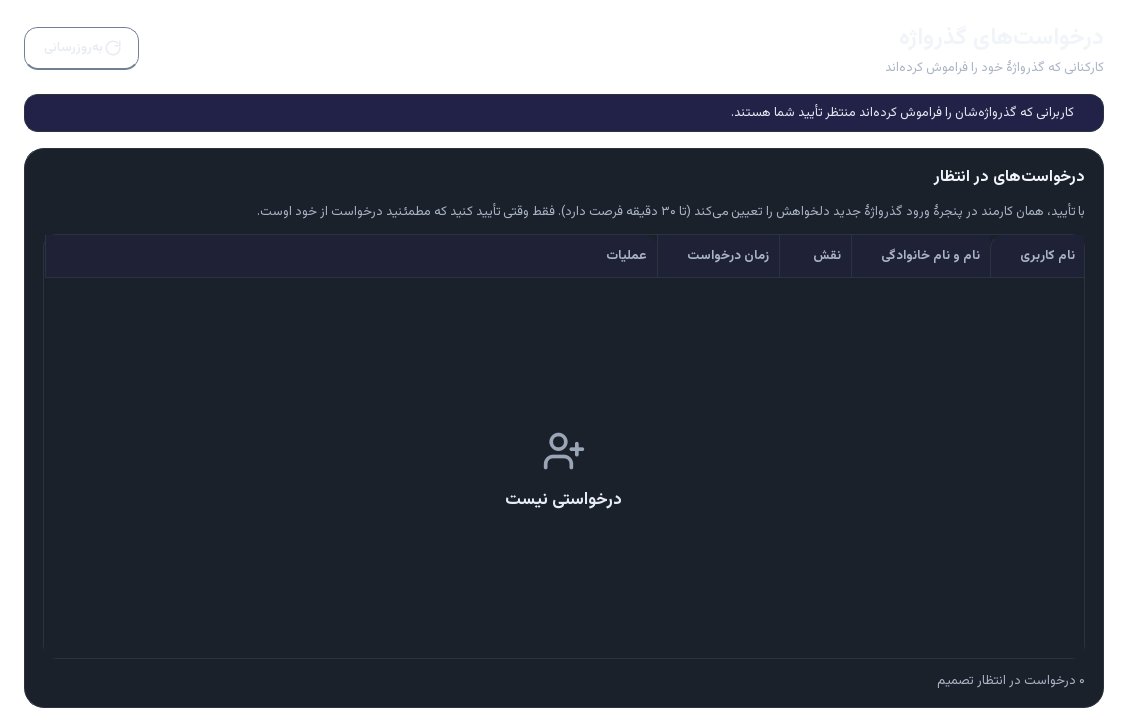 درخواست‌های گذرواژه
کارکنانی که گذرواژهٔ خود را فراموش کرده‌اند
به‌روزرسانی
کاربرانی که گذرواژه‌شان را فراموش کرده‌اند منتظر تأیید شما هستند.
درخواست‌های در انتظار
با تأیید، همان کارمند در پنجرهٔ ورود گذرواژهٔ جدید دلخواهش را تعیین می‌کند (تا ۳۰ دقیقه فرصت دارد). فقط وقتی تأیید کنید که مطمئنید درخواست از خود اوست.
نام کاربری نام و نام خانوادگی نقش زمان درخواست عملیات
درخواستی نیست
۰ درخواست در انتظار تصمیم